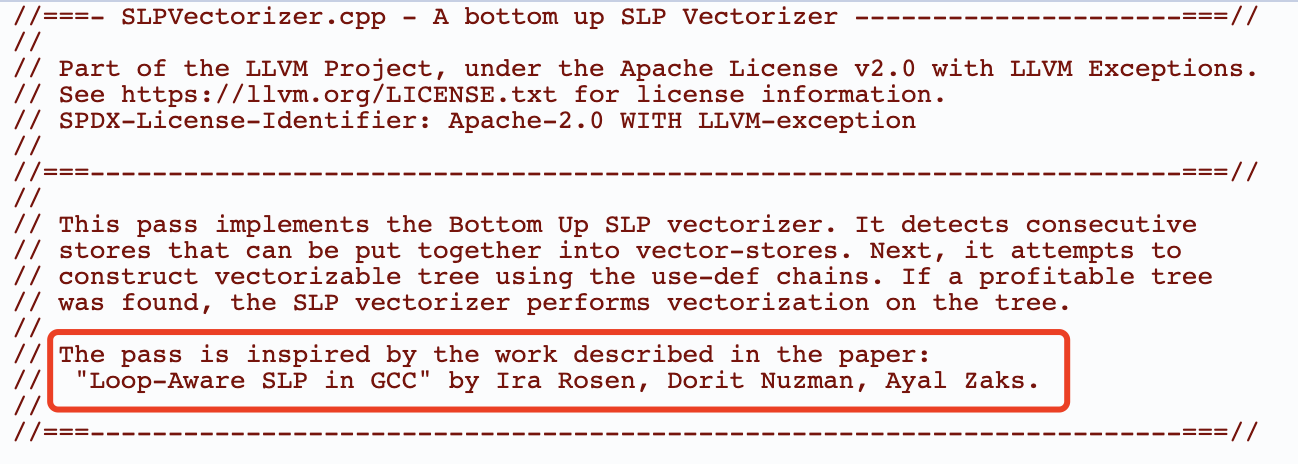 //===- SLPVectorizer.cpp - A bottom up SLP Vectorizer ---------------------===//
//
// Part of the LLVM Project, under the Apache License v2.0 with LLVM Exceptions.
// See https://llvm.org/LICENSE.txt for license information.
// SPDX-License-Identifier: Apache-2.0 WITH LLVM-exception
//
//===----------------------------------------------------------------------===//
//
// This pass implements the Bottom Up SLP vectorizer. It detects consecutive
// stores that can be put together into vector-stores. Next, it attempts to
// construct vectorizable tree using the use-def chains. If a profitable tree
// was found, the SLP vectorizer performs vectorization on the tree.
//
// The pass is inspired by the work described in the paper:
//  "Loop-Aware SLP in GCC" by Ira Rosen, Dorit Nuzman, Ayal Zaks.
//
//===----------------------------------------------------------------------===//